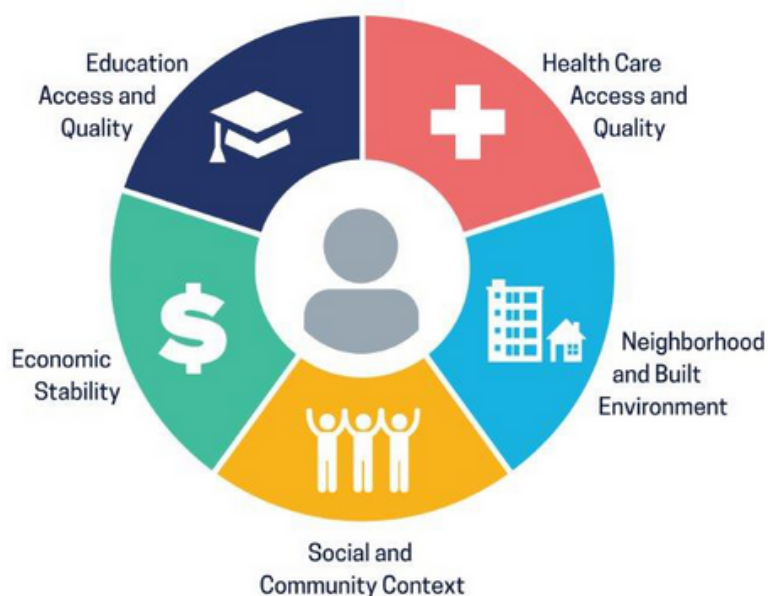 Education
Access and
Quality
Health Care
Access and
Quality
$
Economic
Stability
Neighborhood
and Built
Environment
Social and
Community Context